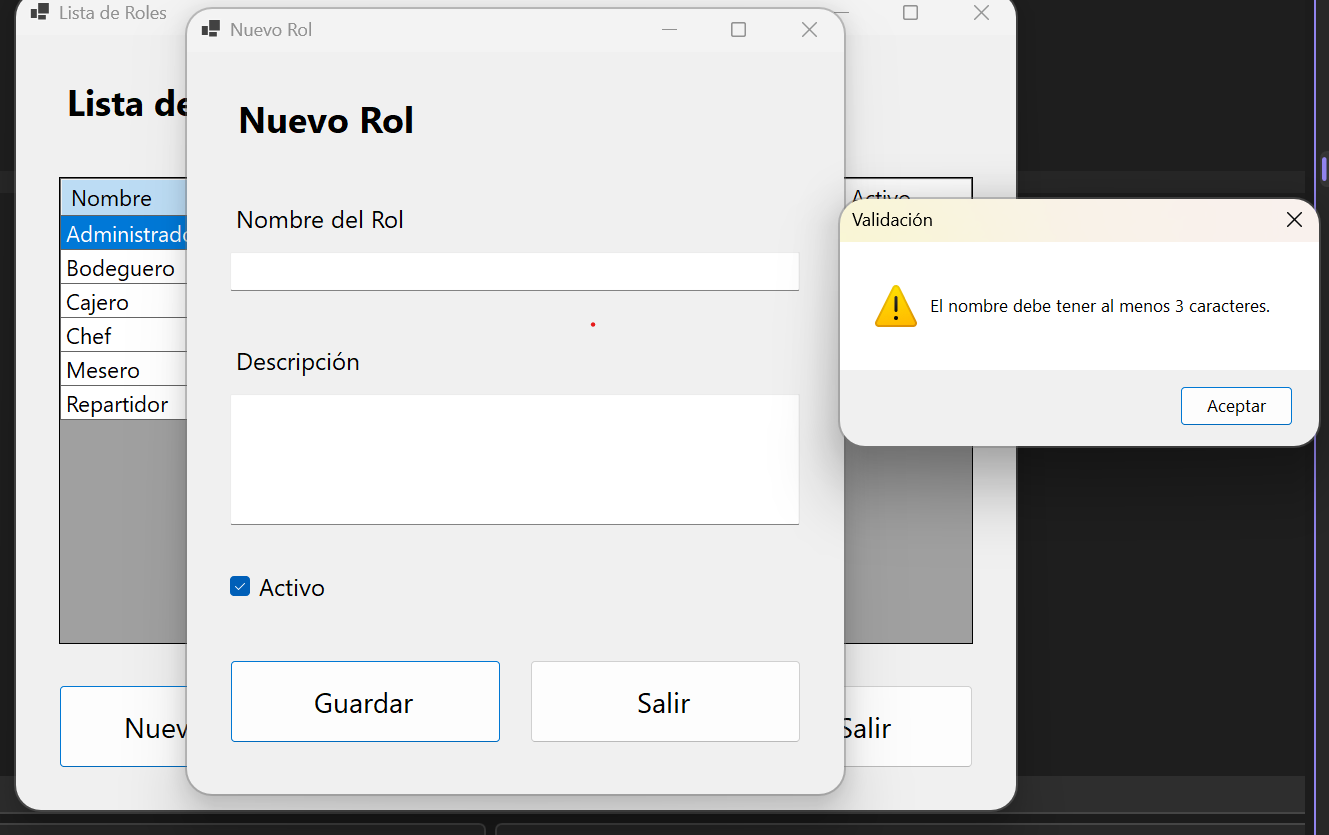 Lista de Roles
Nuevo Rol
Lista de
Nuevo Rol
Nombre
Activo
Administrado
Bodeguero
Cajero
Chef
Mesero
Repartidor
Nombre del Rol
Descripción
Activo
Guardar
Salir
Nuev
Salir
Validación
El nombre debe tener al menos 3 caracteres.
Aceptar